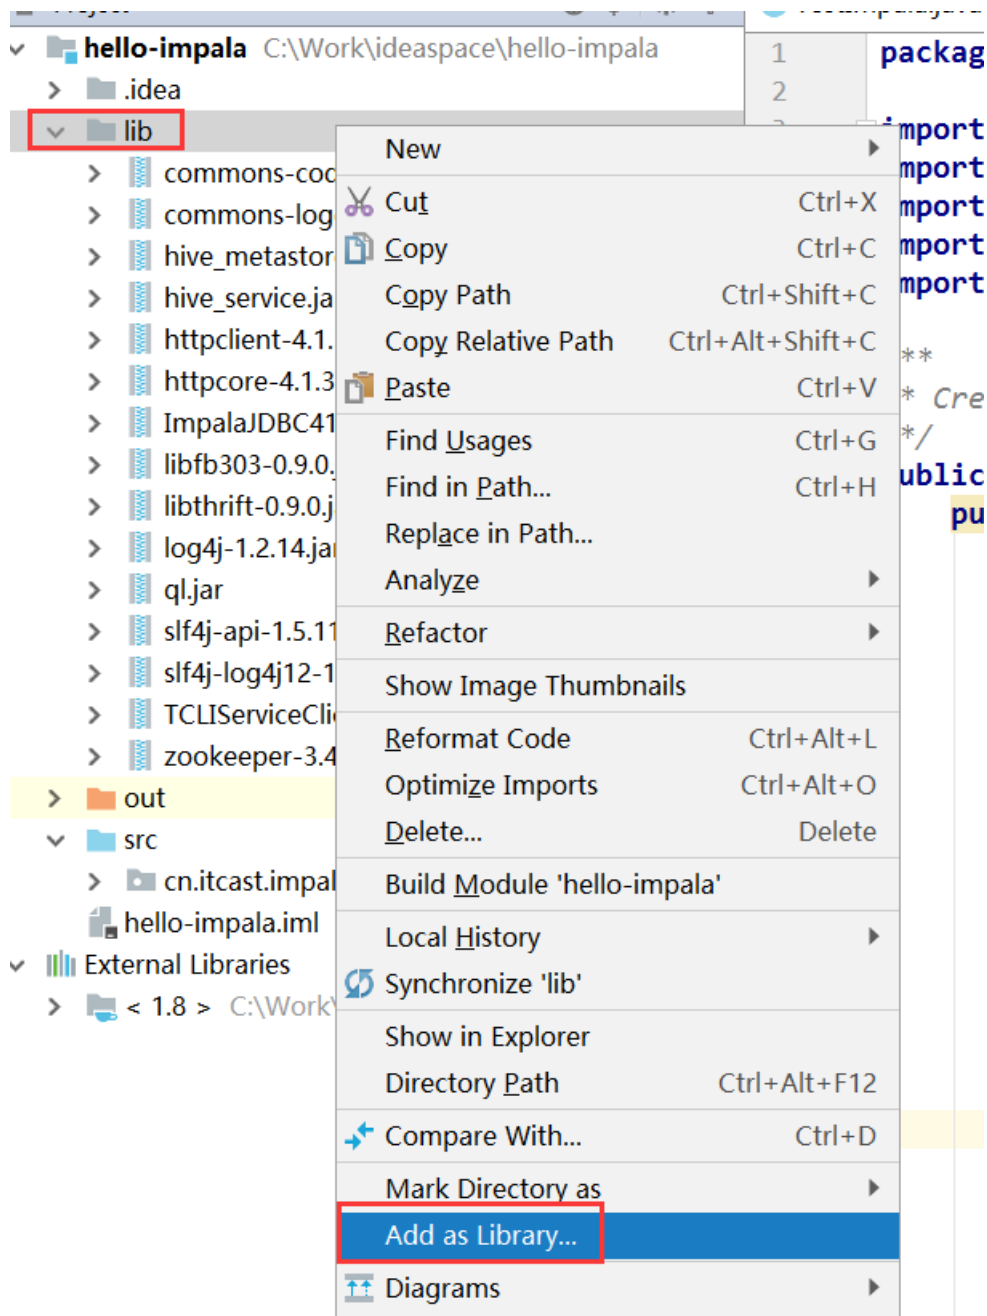 hello-impala C:\Work\ideaspace\hello-impala
.idea
lib
commons-cod
commons-log
hive_metastor
hive_service.ja
httpclient-4.1.
httpcore-4.1.3
ImpalaJDBC41
libfb303-0.9.0.
libthrift-0.9.0.j
log4j-1.2.14.jar
ql.jar
slf4j-api-1.5.11
slf4j-log4j12-1
TCLIServiceClie
zookeeper-3.4
out
src
cn.itcast.impal
hello-impala.iml
External Libraries
< 1.8 > C:\Work\
New
Cut Ctrl+X
Copy Ctrl+C
Copy Path Ctrl+Shift+C
Copy Relative Path Ctrl+Alt+Shift+C
Paste Ctrl+V
Find Usages Ctrl+G
Find in Path... Ctrl+H
Replace in Path...
Analyze
Refactor
Show Image Thumbnails
Reformat Code Ctrl+Alt+L
Optimize Imports Ctrl+Alt+O
Delete... Delete
Build Module 'hello-impala'
Local History
Synchronize 'lib'
Show in Explorer
Directory Path Ctrl+Alt+F12
Compare With... Ctrl+D
Mark Directory as
Add as Library...
Diagrams
1 packag
2
import
mport
mport
mport
mport
**
* Cre
*/
ublic
pu